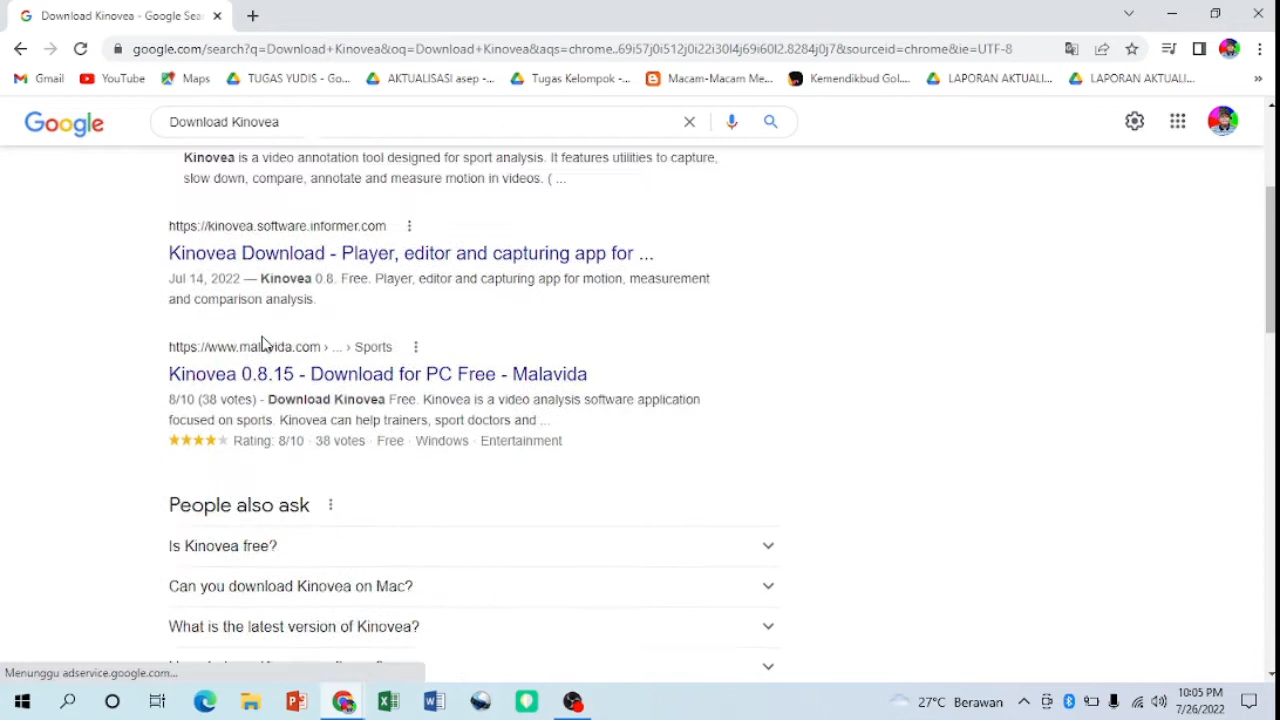 Download Kinovea - Google Sear
google.com/search?q=Download+Kinovea&oq=Download+Kinovea&aqs=chrome..69i57j0i512j0i22i30l4j69i60l2.8284j0j7&sourceid=chrome&ie=UTF-8
Gmail YouTube Maps TUGAS YUDIS - Go... AKTUALISASI asep -... Tugas Kelompok -... Macam-Macam Me... Kemendikbud Gol... LAPORAN AKTUALI... LAPORAN AKTUALI... »
Google Download Kinovea
Kinovea is a video annotation tool designed for sport analysis. It features utilities to capture,
slow down, compare, annotate and measure motion in videos. ( ...
https://kinovea.software.informer.com
Kinovea Download - Player, editor and capturing app for ...
Jul 14, 2022 — Kinovea 0.8. Free. Player, editor and capturing app for motion, measurement
and comparison analysis.
https://www.malavida.com › ... › Sports
Kinovea 0.8.15 - Download for PC Free - Malavida
8/10 (38 votes) - Download Kinovea Free. Kinovea is a video analysis software application
focused on sports. Kinovea can help trainers, sport doctors and ...
Rating: 8/10 · 38 votes · Free · Windows · Entertainment
People also ask
Is Kinovea free?
Can you download Kinovea on Mac?
What is the latest version of Kinovea?
Menunggu adservice.google.com...
27°C Berawan
10:05 PM
7/26/2022